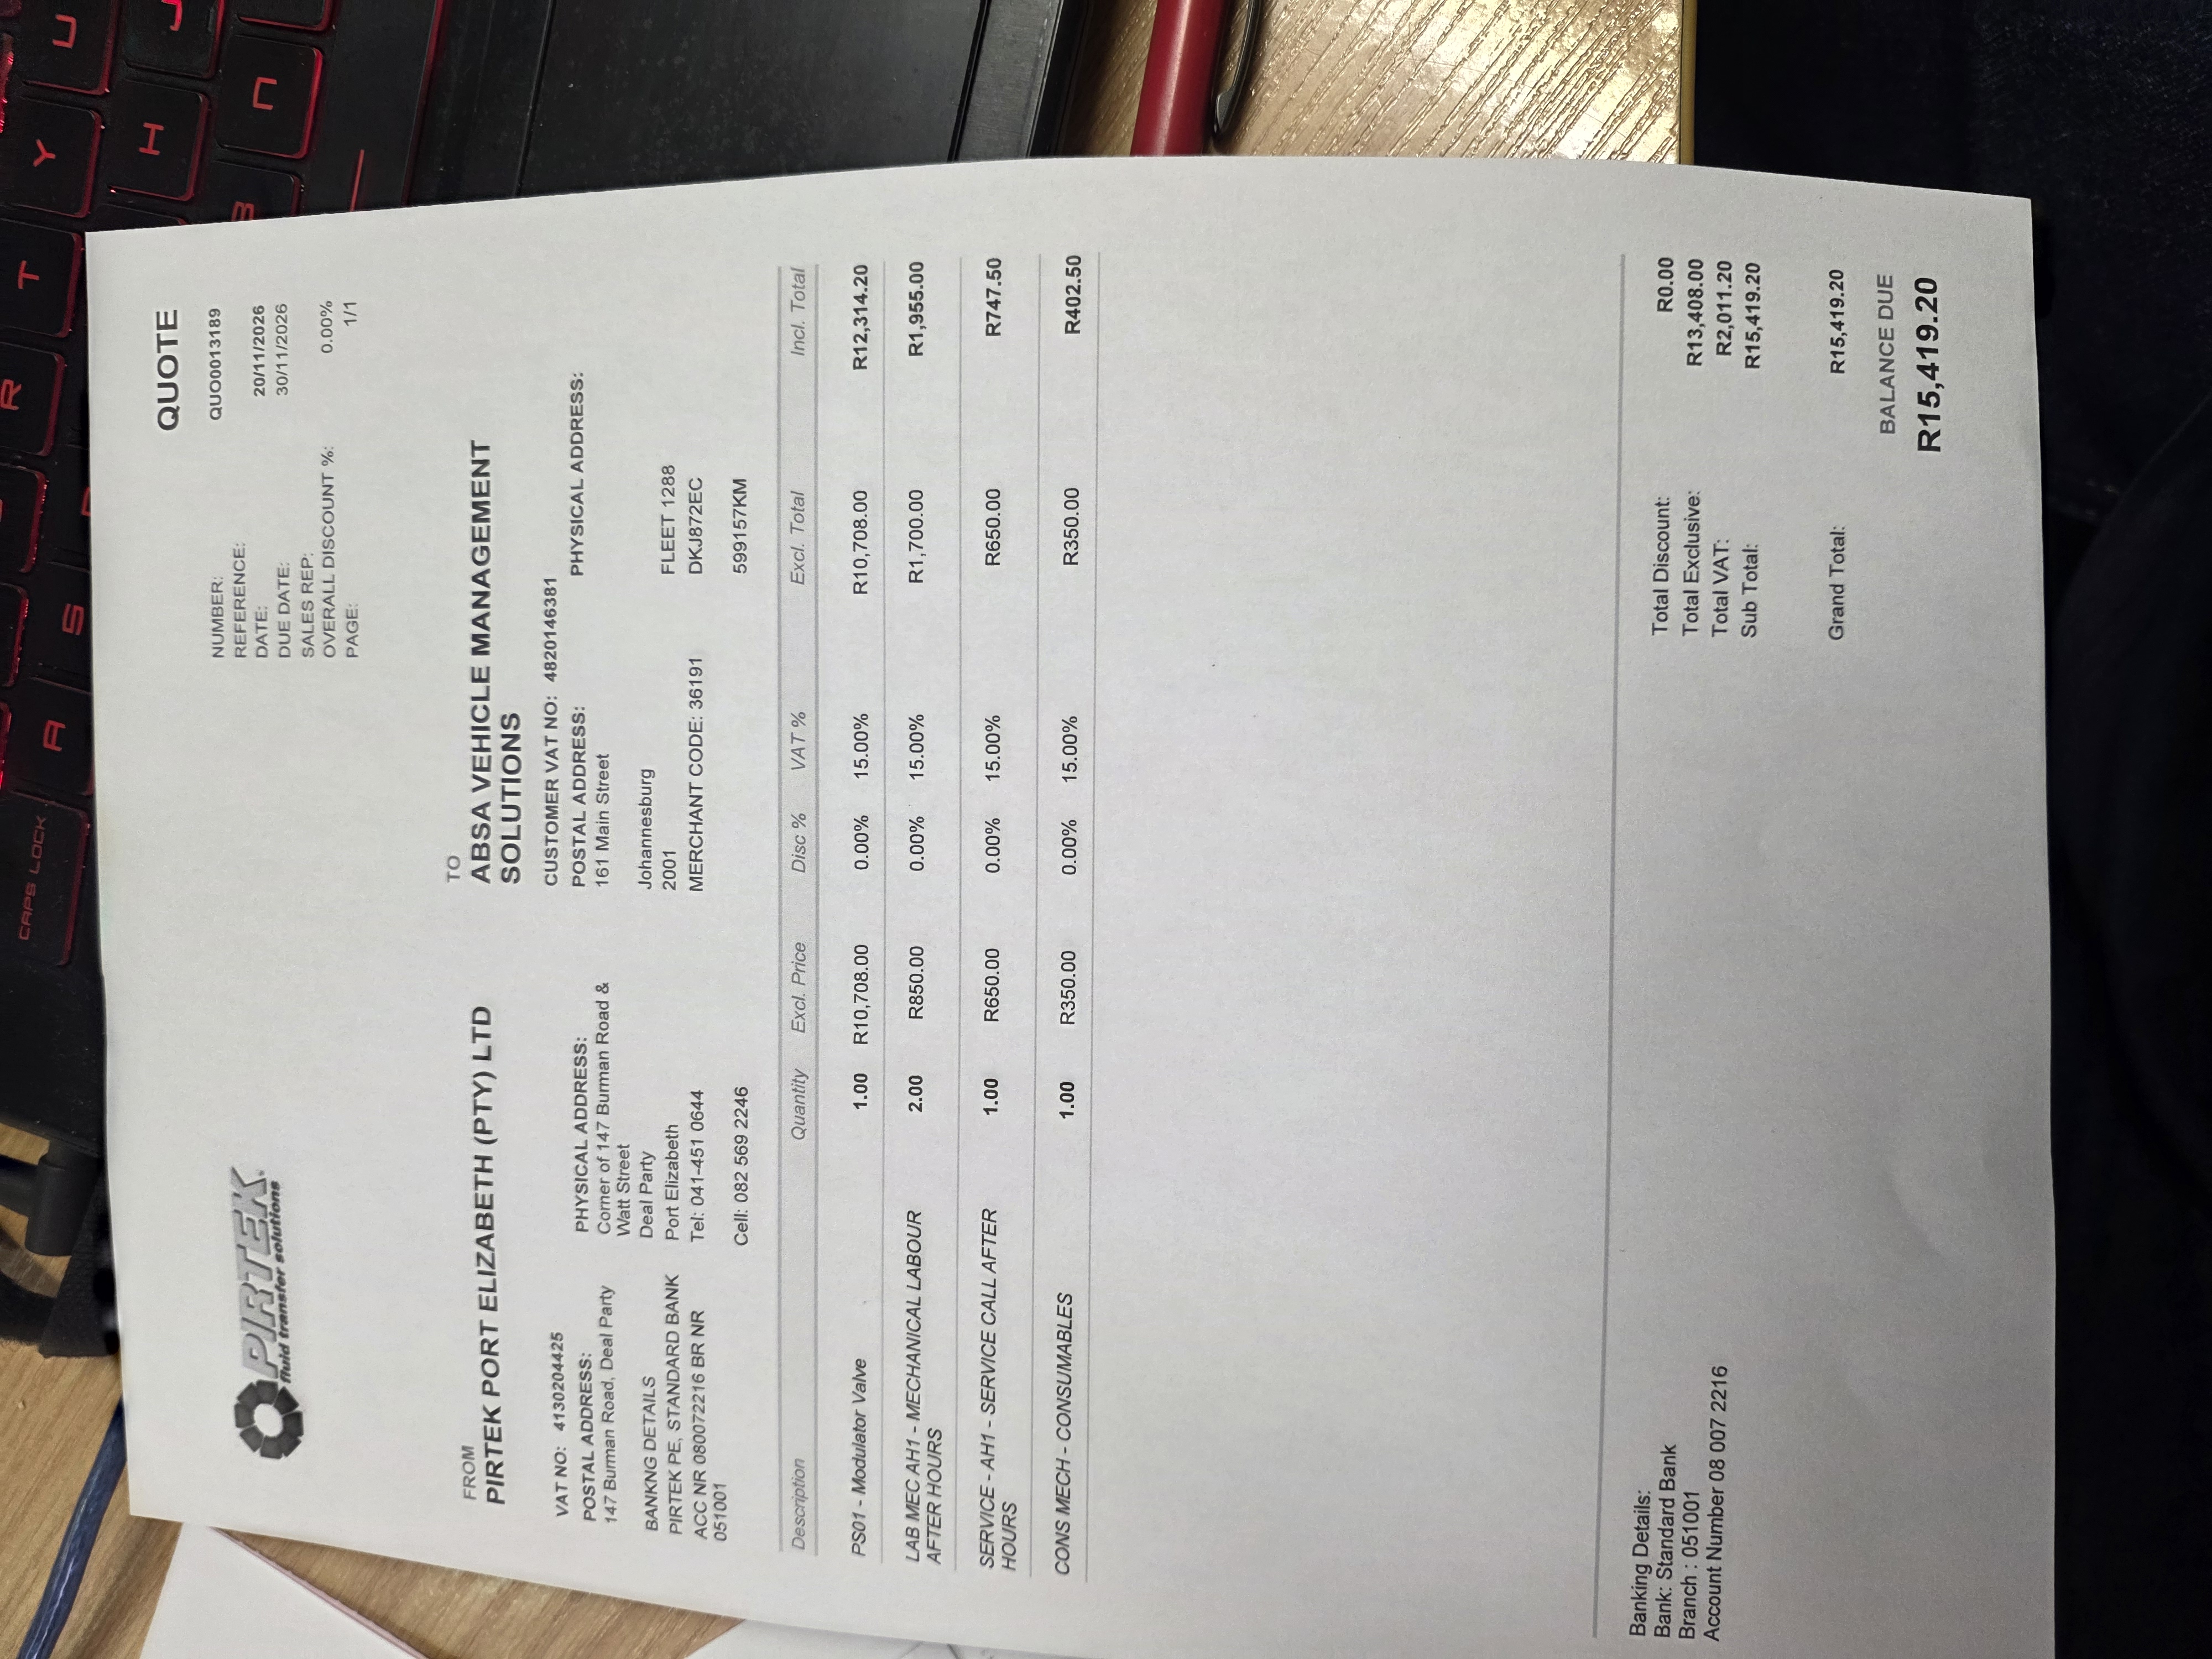 CAPS LOCK
A
S
R
T
Y
U
H
QUOTE
PIRTEK
fluid transfer solutions
NUMBER: QUO0013189
REFERENCE:
DATE: 20/11/2026
DUE DATE: 30/11/2026
SALES REP:
OVERALL DISCOUNT %: 0.00%
PAGE: 1/1
FROM
PIRTEK PORT ELIZABETH (PTY) LTD
VAT NO: 4130204425
POSTAL ADDRESS:
147 Burman Road, Deal Party
BANKNG DETAILS
PIRTEK PE, STANDARD BANK
ACC NR 080072216 BR NR
051001
PHYSICAL ADDRESS:
Corner of 147 Burman Road &
Watt Street
Deal Party
Port Elizabeth
Tel: 041-451 0644
Cell: 082 569 2246
TO
ABSA VEHICLE MANAGEMENT
SOLUTIONS
CUSTOMER VAT NO: 4820146381
POSTAL ADDRESS:
161 Main Street
Johannesburg
2001
MERCHANT CODE: 36191
PHYSICAL ADDRESS:
FLEET 1288
DKJ872EC
599157KM
Description Quantity Excl. Price Disc % VAT % Excl. Total Incl. Total
PS01 - Modulator Valve 1.00 R10,708.00 0.00% 15.00% R10,708.00 R12,314.20
LAB MEC AH1 - MECHANICAL LABOUR 2.00 R850.00 0.00% 15.00% R1,700.00 R1,955.00
AFTER HOURS
SERVICE - AH1 - SERVICE CALL AFTER 1.00 R650.00 0.00% 15.00% R650.00 R747.50
HOURS
CONS MECH - CONSUMABLES 1.00 R350.00 0.00% 15.00% R350.00 R402.50
Banking Details:
Bank: Standard Bank
Branch : 051001
Account Number 08 007 2216
Total Discount: R0.00
Total Exclusive: R13,408.00
Total VAT: R2,011.20
Sub Total: R15,419.20
Grand Total: R15,419.20
BALANCE DUE
R15,419.20